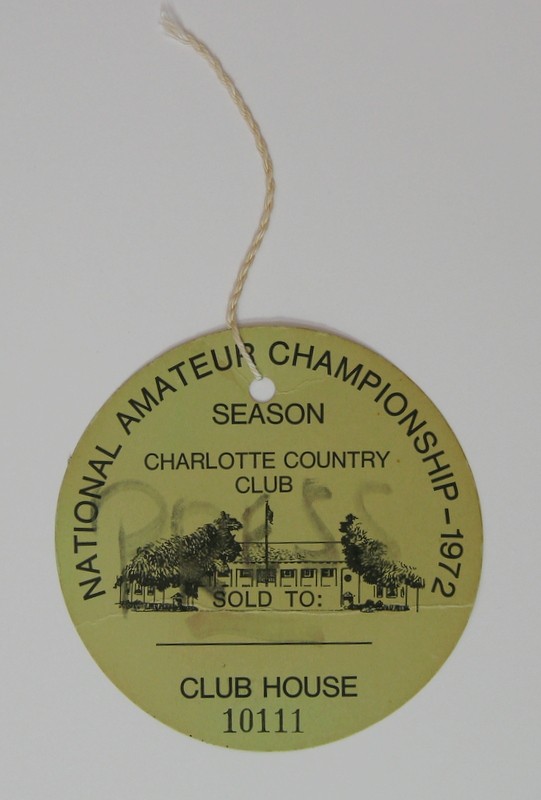 NATIONAL AMATEUR CHAMPIONSHIP-1972
SEASON
CHARLOTTE COUNTRY
CLUB
PRESS
SOLD TO:
CLUB HOUSE
10111